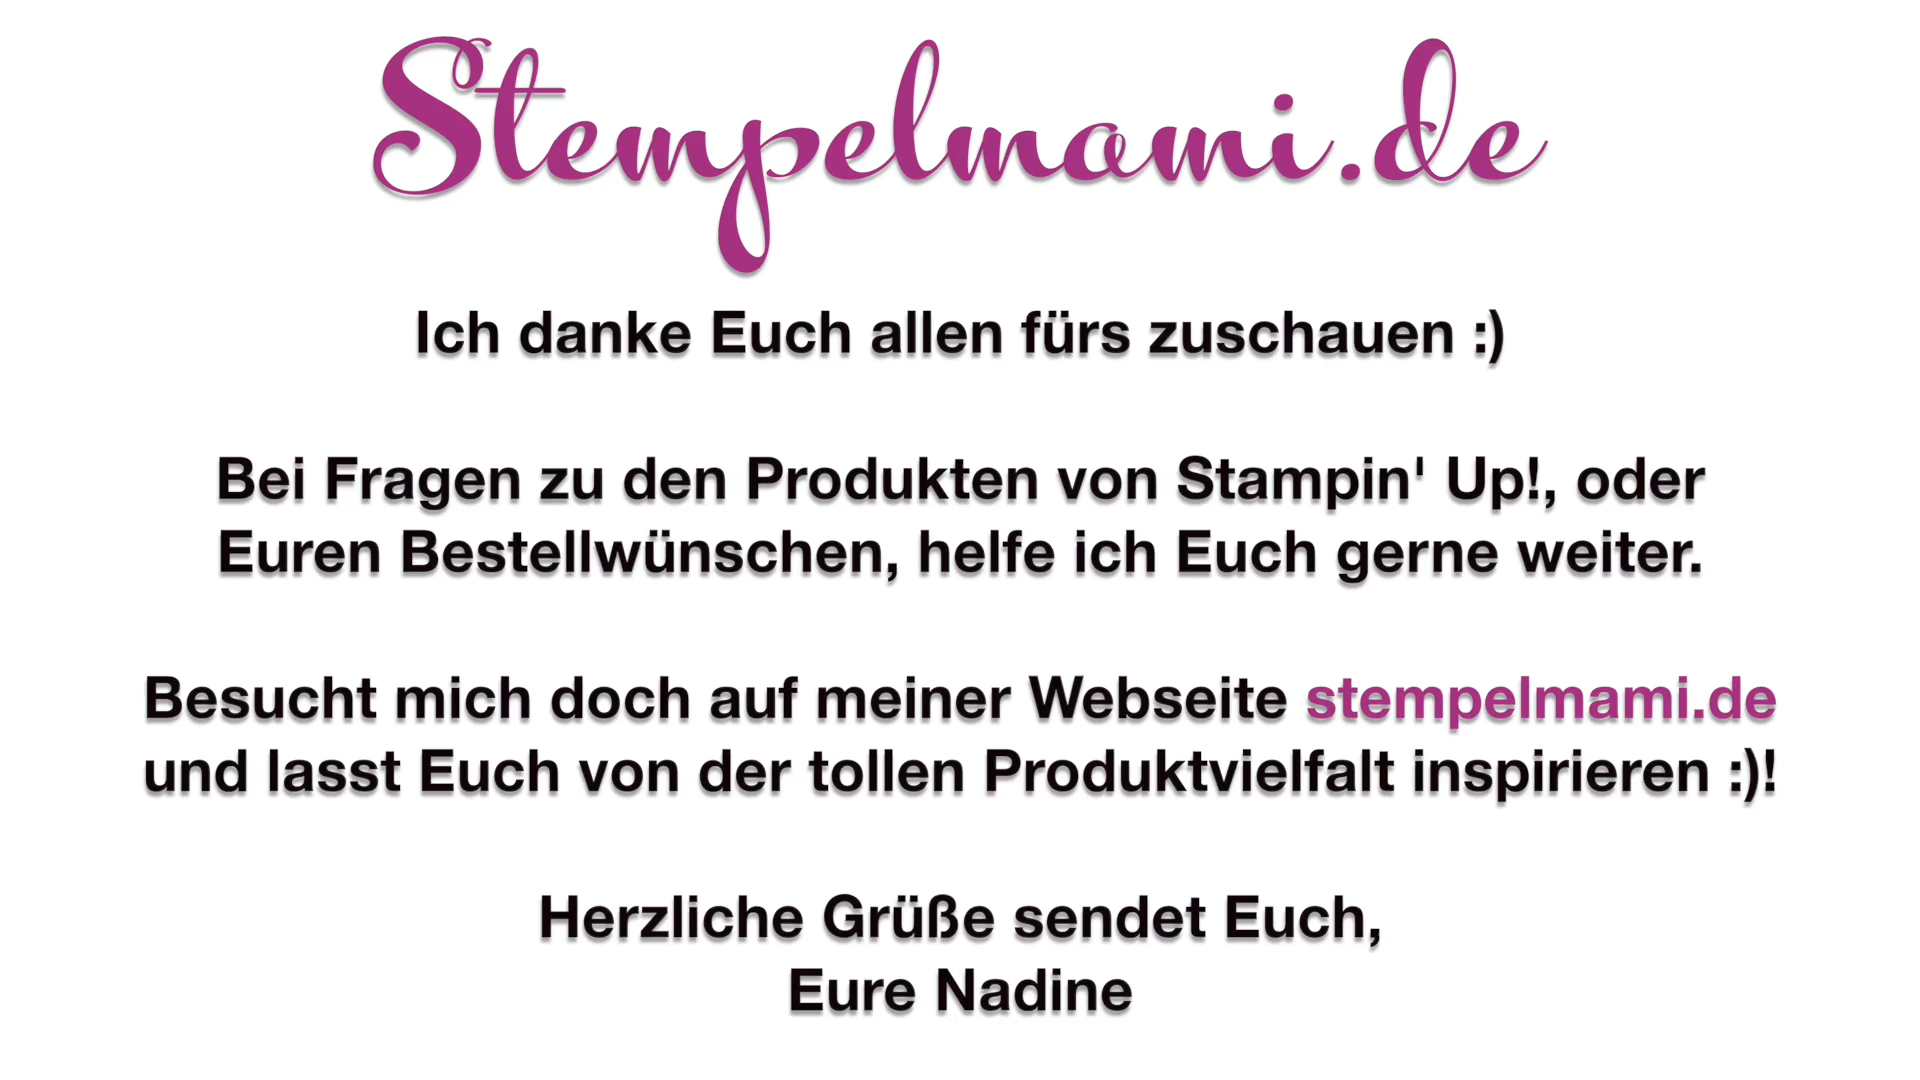 Stempelmami.de
Ich danke Euch allen fürs zuschauen :)
Bei Fragen zu den Produkten von Stampin' Up!, oder
Euren Bestellwünschen, helfe ich Euch gerne weiter.
Besucht mich doch auf meiner Webseite stempelmami.de
und lasst Euch von der tollen Produktvielfalt inspirieren :)!
Herzliche Grüße sendet Euch,
Eure Nadine